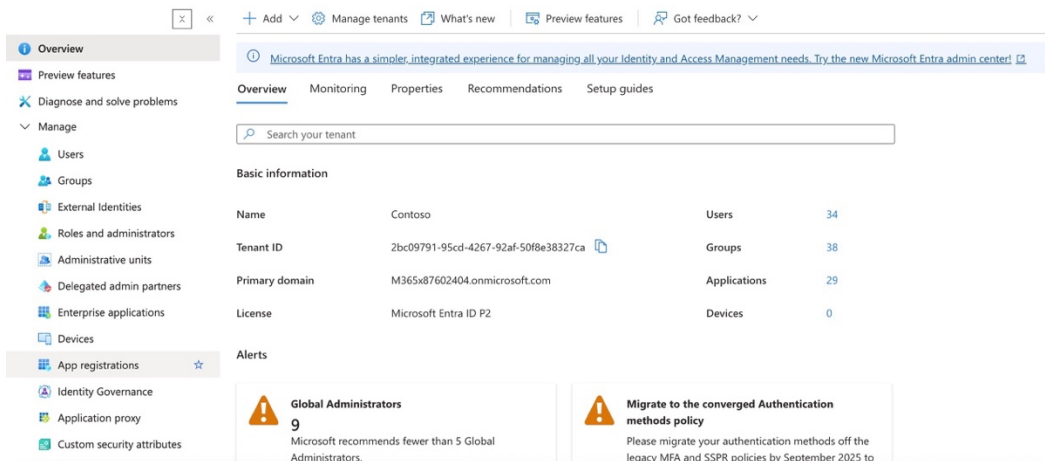 Add
Manage tenants
What's new
Preview features
Got feedback?
Overview
Preview features
Diagnose and solve problems
Manage
Users
Groups
External Identities
Roles and administrators
Administrative units
Delegated admin partners
Enterprise applications
Devices
App registrations
Identity Governance
Application proxy
Custom security attributes
Microsoft Entra has a simpler, integrated experience for managing all your Identity and Access Management needs. Try the new Microsoft Entra admin center!
Overview Monitoring Properties Recommendations Setup guides
Search your tenant
Basic information
Name Contoso Users 34
Tenant ID 2bc09791-95cd-4267-92af-50f8e38327ca Groups 38
Primary domain M365x87602404.onmicrosoft.com Applications 29
License Microsoft Entra ID P2 Devices 0
Alerts
Global Administrators
9
Microsoft recommends fewer than 5 Global
Administrators.
Migrate to the converged Authentication
methods policy
Please migrate your authentication methods off the
legacy MFA and SSPR policies by September 2025 to